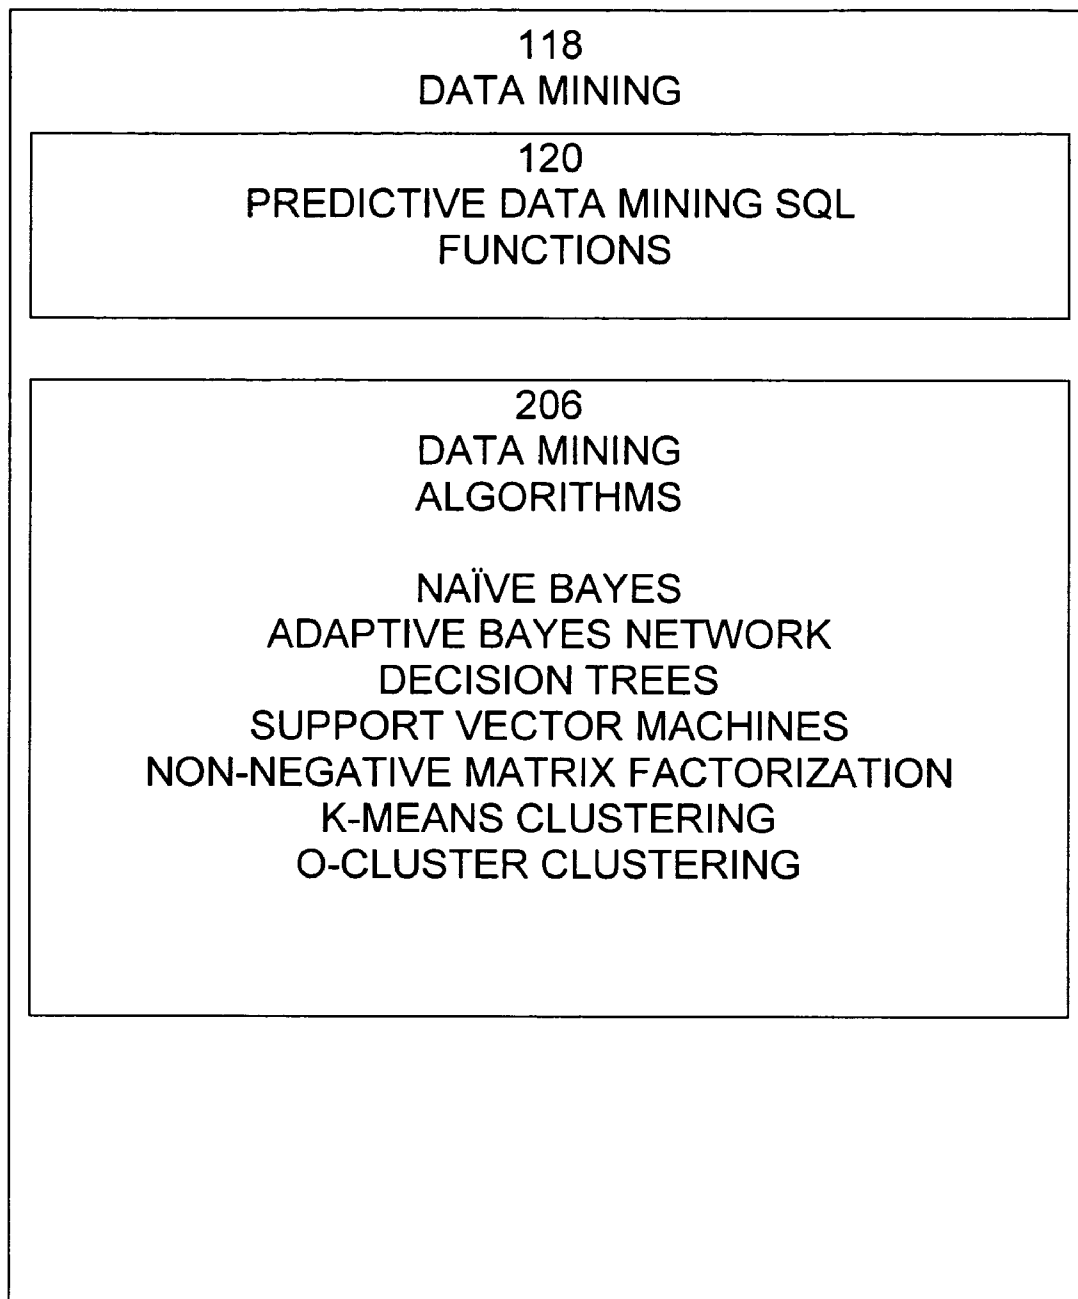 118
DATA MINING
120
PREDICTIVE DATA MINING SQL
FUNCTIONS
206
DATA MINING
ALGORITHMS
NAÏVE BAYES
ADAPTIVE BAYES NETWORK
DECISION TREES
SUPPORT VECTOR MACHINES
NON-NEGATIVE MATRIX FACTORIZATION
K-MEANS CLUSTERING
O-CLUSTER CLUSTERING